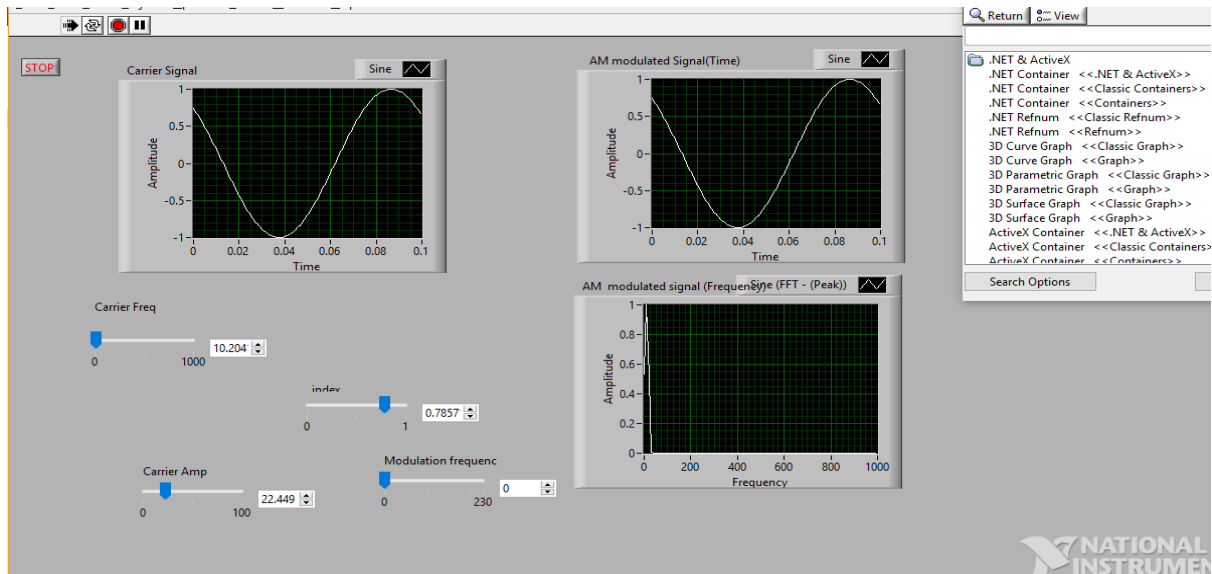 Return View
STOP
Carrier Signal
Sine
1
0.5
0
-0.5
-1
Amplitude
0 0.02 0.04 0.06 0.08 0.1
Time
AM modulated Signal(Time)
Sine
1
0.5
0
-0.5
-1
Amplitude
0 0.02 0.04 0.06 0.08 0.1
Time
AM modulated signal (Frequency)
Sine (FFT - (Peak))
1
0.8
0.6
0.4
0.2
0
Amplitude
0 200 400 600 800 1000
Frequency
Carrier Freq
0 1000
10.204
index
0 1
0.7857
Carrier Amp
0 100
22.449
Modulation frequenc
0 230
0
.NET & ActiveX
.NET Container <<.NET & ActiveX>>
.NET Container <<Classic Containers>>
.NET Container <<Containers>>
.NET Refnum <<Classic Refnum>>
.NET Refnum <<Refnum>>
3D Curve Graph <<Classic Graph>>
3D Curve Graph <<Graph>>
3D Parametric Graph <<Classic Graph>>
3D Parametric Graph <<Graph>>
3D Surface Graph <<Classic Graph>>
3D Surface Graph <<Graph>>
ActiveX Container <<.NET & ActiveX>>
ActiveX Container <<Classic Containers>
ActiveX Container <<Containers>>
Search Options
NATIONAL
INSTRUMEN